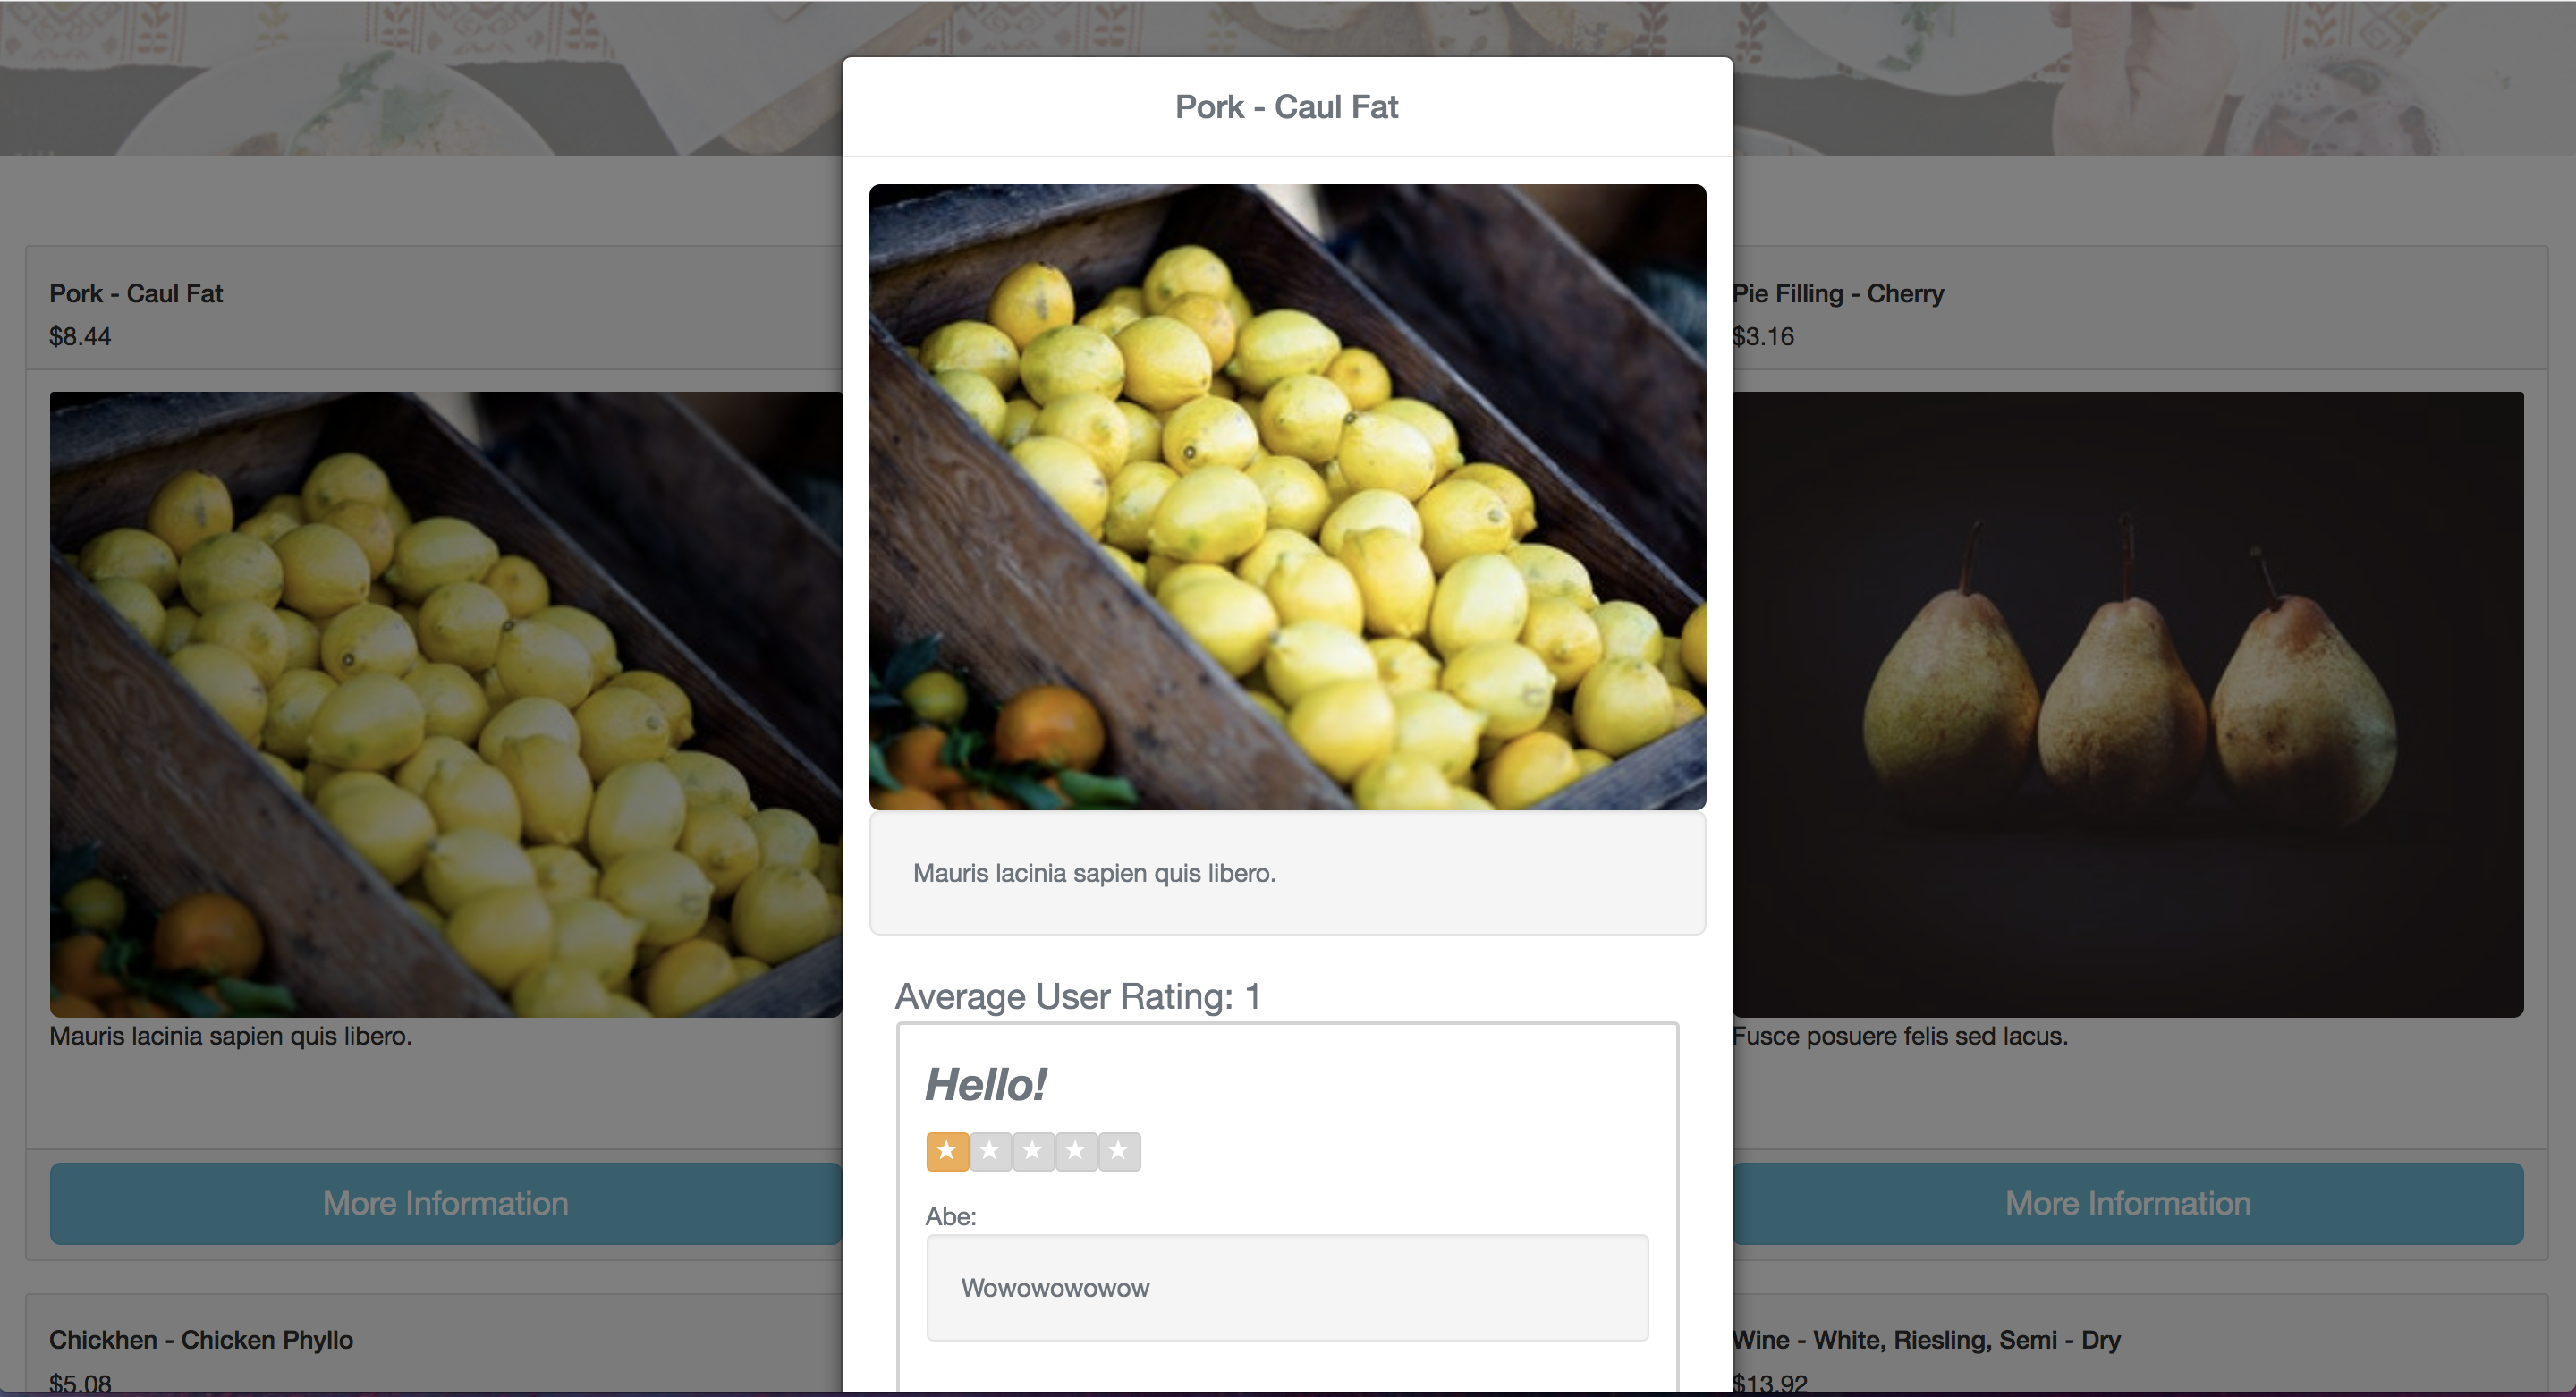 Pork - Caul Fat
Mauris lacinia sapien quis libero.
Average User Rating: 1
Hello!
Abe:
Wowowowowow
Pork - Caul Fat
$8.44
Mauris lacinia sapien quis libero.
More Information
Pie Filling - Cherry
$3.16
Fusce posuere felis sed lacus.
More Information
Chickhen - Chicken Phyllo
$5.08
Wine - White, Riesling, Semi - Dry
$13.92